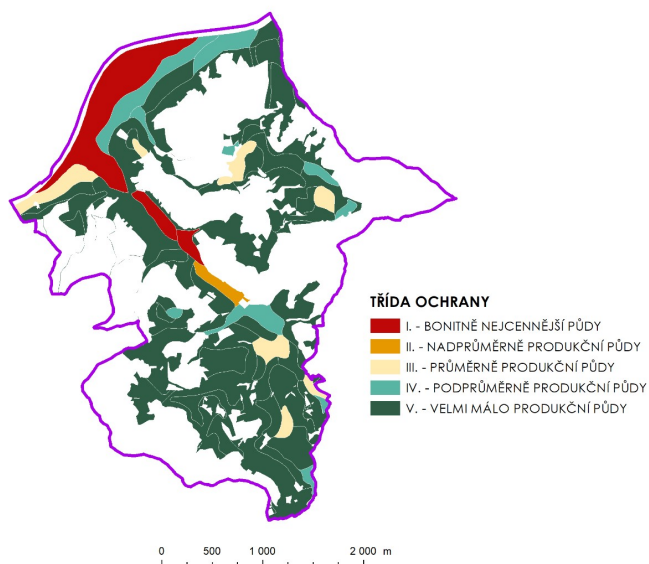 TŘÍDA OCHRANY
I. - BONITNĚ NEJCENNĚJŠÍ PŮDY
II. - NADPRŮMĚRNĚ PRODUKČNÍ PŮDY
III. - PRŮMĚRNĚ PRODUKČNÍ PŮDY
IV. - PODPRŮMĚRNĚ PRODUKČNÍ PŮDY
V. - VELMI MÁLO PRODUKČNÍ PŮDY
0 500 1 000 2 000 m